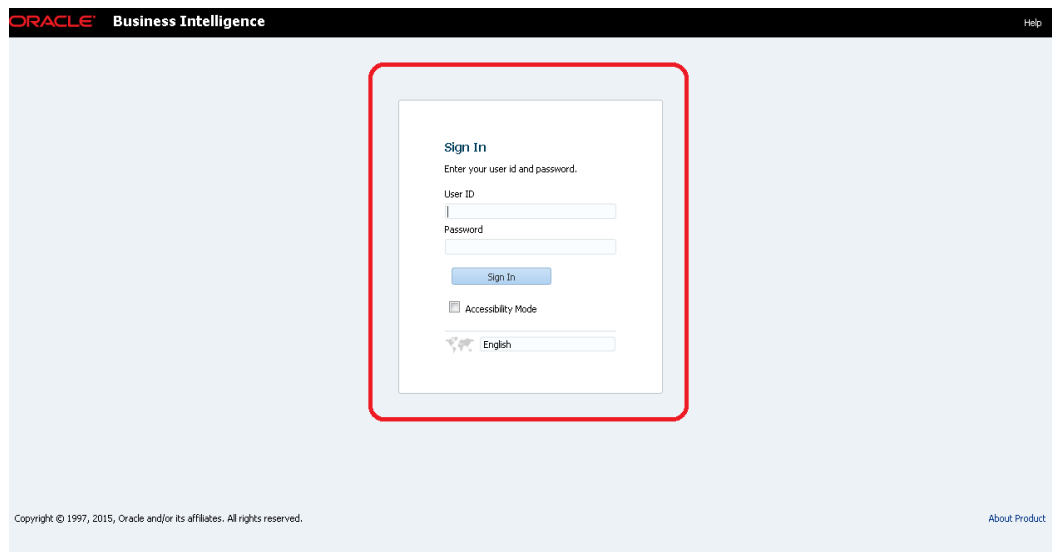 ORACLE Business Intelligence Help
Sign In
Enter your user id and password.
User ID
Password
Sign In
Accessibility Mode
English
Copyright © 1997, 2015, Oracle and/or its affiliates. All rights reserved. About Product